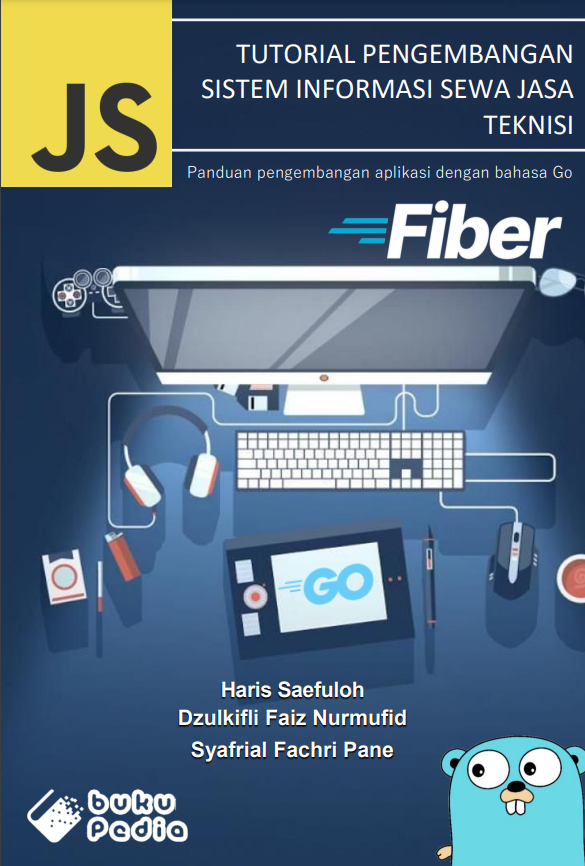 JS
TUTORIAL PENGEMBANGAN
SISTEM INFORMASI SEWA JASA
TEKNISI
Panduan pengembangan aplikasi dengan bahasa Go
Fiber
GO
Haris Saefuloh
Dzulkifli Faiz Nurmufid
Syafrial Fachri Pane
buku
pedia